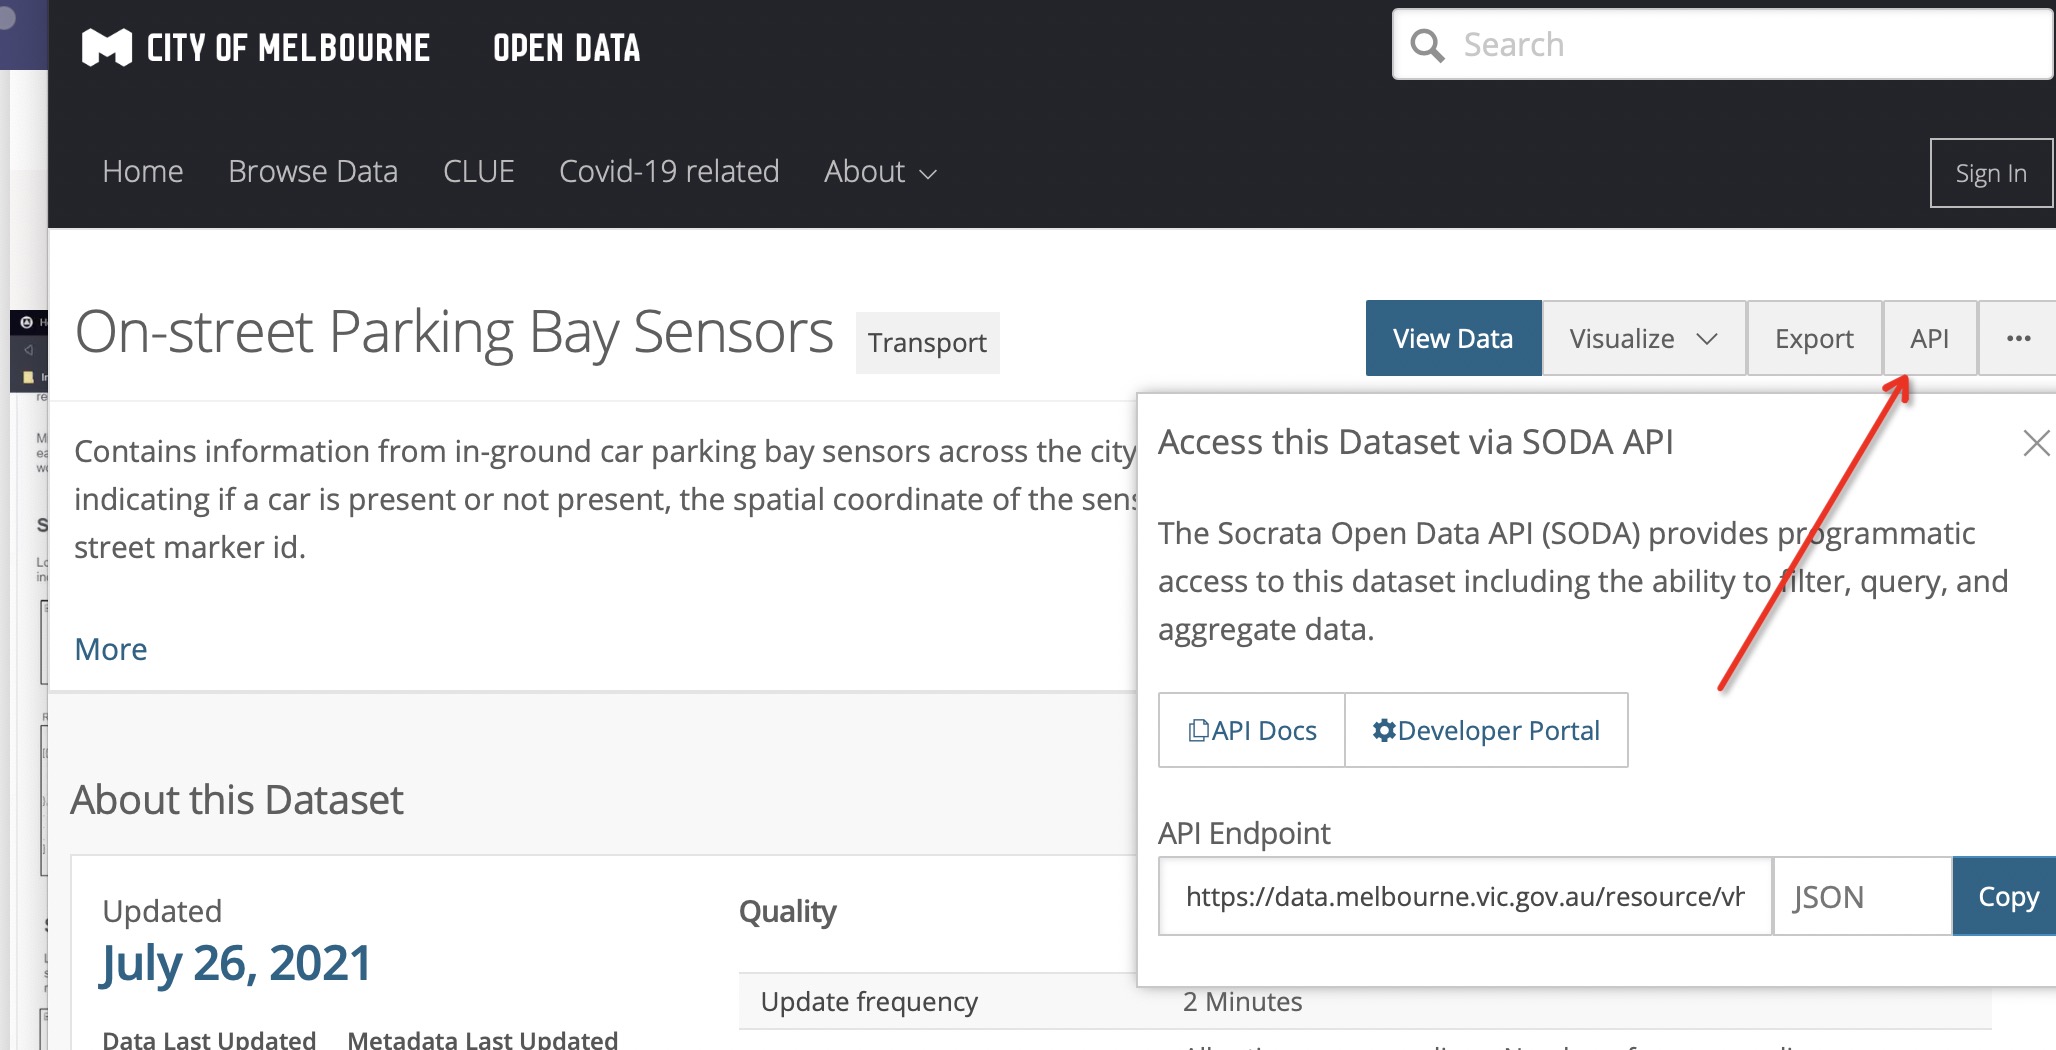 CITY OF MELBOURNE OPEN DATA
Search
Home Browse Data CLUE Covid-19 related About
Sign In
On-street Parking Bay Sensors Transport
View Data Visualize Export API ...
Contains information from in-ground car parking bay sensors across the city
indicating if a car is present or not present, the spatial coordinate of the sens
street marker id.
More
Access this Dataset via SODA API
The Socrata Open Data API (SODA) provides programmatic
access to this dataset including the ability to filter, query, and
aggregate data.
API Docs Developer Portal
API Endpoint
https://data.melbourne.vic.gov.au/resource/vh JSON Copy
About this Dataset
Updated
July 26, 2021
Data Last Updated Metadata Last Updated
Quality
Update frequency 2 Minutes